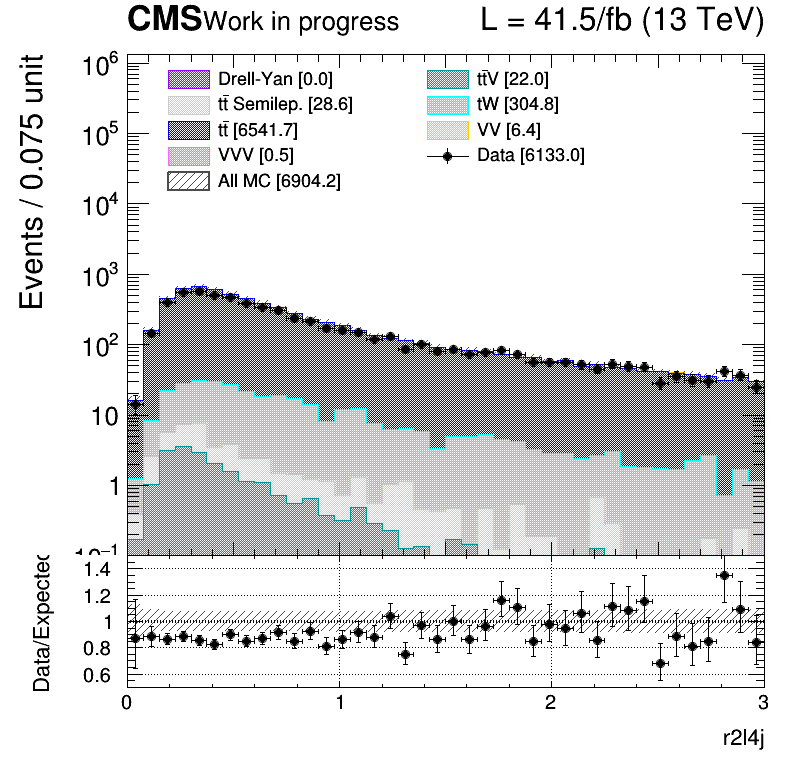 CMS Work in progress L = 41.5/fb (13 TeV)
Events / 0.075 unit
10⁶
10⁵
10⁴
10³
10²
10
1
10⁻¹
Drell-Yan [0.0]
tt̄ Semilep. [28.6]
tt̄ [6541.7]
VVV [0.5]
All MC [6904.2]
tt̄V [22.0]
tW [304.8]
VV [6.4]
Data [6133.0]
Data/Expected
1.4
1.2
1
0.8
0.6
0 1 2 3
r2l4j